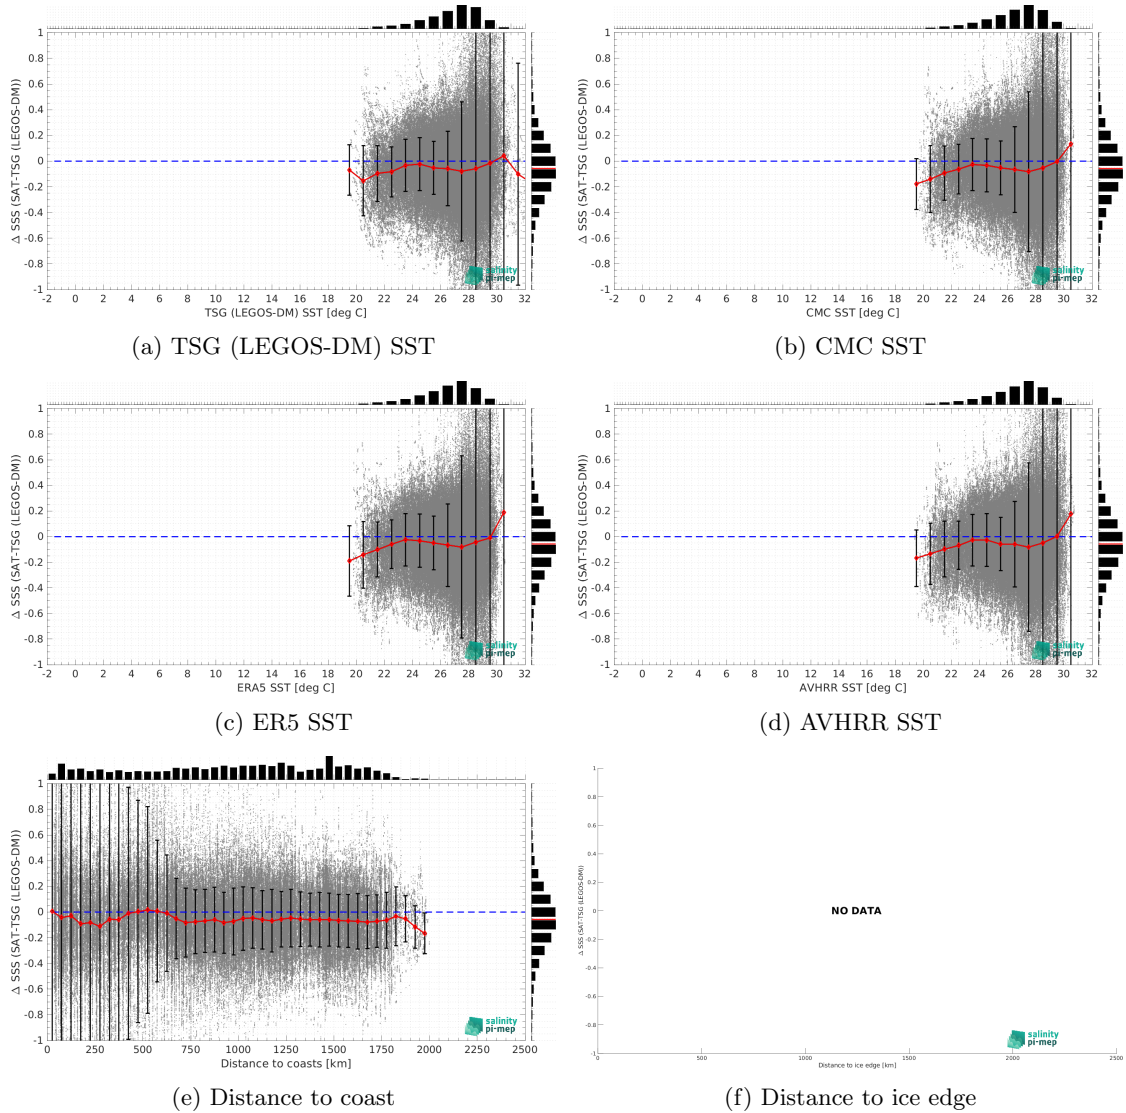 1
0.8
0.6
0.4
0.2
0
-0.2
-0.4
-0.6
-0.8
-1
Δ SSS (SAT-TSG (LEGOS-DM))
salinity
pi-mep
-2 0 2 4 6 8 10 12 14 16 18 20 22 24 26 28 30 32
TSG (LEGOS-DM) SST [deg C]
(a) TSG (LEGOS-DM) SST
1
0.8
0.6
0.4
0.2
0
-0.2
-0.4
-0.6
-0.8
-1
Δ SSS (SAT-TSG (LEGOS-DM))
salinity
pi-mep
-2 0 2 4 6 8 10 12 14 16 18 20 22 24 26 28 30 32
CMC SST [deg C]
(b) CMC SST
1
0.8
0.6
0.4
0.2
0
-0.2
-0.4
-0.6
-0.8
-1
Δ SSS (SAT-TSG (LEGOS-DM))
salinity
pi-mep
-2 0 2 4 6 8 10 12 14 16 18 20 22 24 26 28 30 32
ERA5 SST [deg C]
(c) ER5 SST
1
0.8
0.6
0.4
0.2
0
-0.2
-0.4
-0.6
-0.8
-1
Δ SSS (SAT-TSG (LEGOS-DM))
salinity
pi-mep
-2 0 2 4 6 8 10 12 14 16 18 20 22 24 26 28 30 32
AVHRR SST [deg C]
(d) AVHRR SST
1
0.8
0.6
0.4
0.2
0
-0.2
-0.4
-0.6
-0.8
-1
Δ SSS (SAT-TSG (LEGOS-DM))
salinity
pi-mep
0 250 500 750 1000 1250 1500 1750 2000 2250 2500
Distance to coasts [km]
(e) Distance to coast
1
0.8
0.6
0.4
0.2
0
-0.2
-0.4
-0.6
-0.8
-1
Δ SSS (SAT-TSG (LEGOS-DM))
NO DATA
salinity
pi-mep
0 500 1000 1500 2000 2500
Distance to ice edge [km]
(f) Distance to ice edge